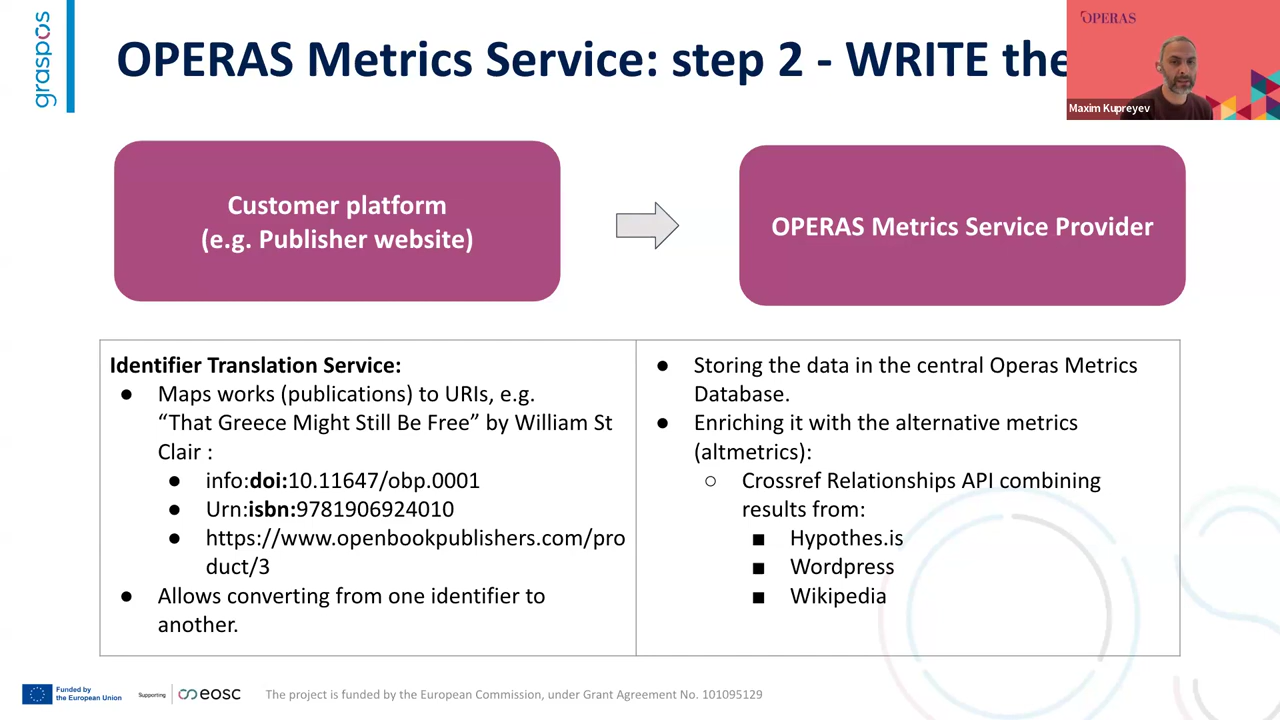 graspos
OPERAS Metrics Service: step 2 - WRITE the
OPERAS
Maxim Kupreyev
Customer platform
(e.g. Publisher website)
OPERAS Metrics Service Provider
Identifier Translation Service:
● Maps works (publications) to URIs, e.g.
“That Greece Might Still Be Free” by William St
Clair :
● info:doi:10.11647/obp.0001
● Urn:isbn:9781906924010
● https://www.openbookpublishers.com/pro
duct/3
● Allows converting from one identifier to
another.
● Storing the data in the central Operas Metrics
Database.
● Enriching it with the alternative metrics
(altmetrics):
○ Crossref Relationships API combining
results from:
■ Hypothes.is
■ Wordpress
■ Wikipedia
Funded by
the European Union
Supporting
eosc
The project is funded by the European Commission, under Grant Agreement No. 101095129